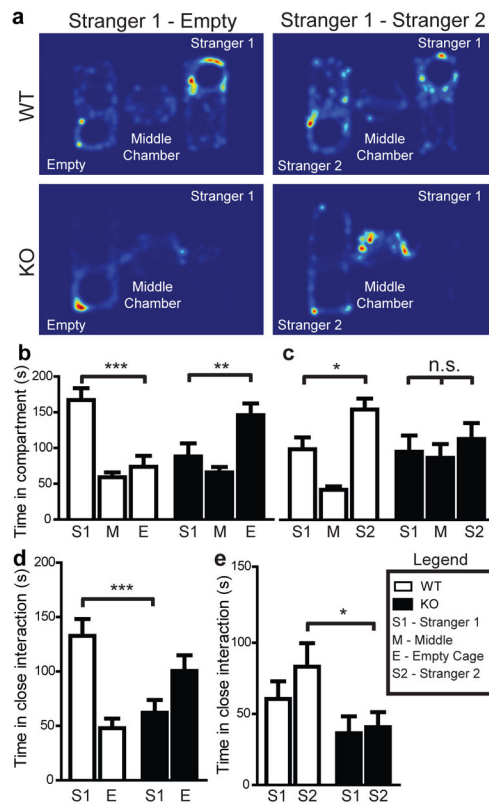 a
Stranger 1 - Empty
Stranger 1 - Stranger 2
WT
Stranger 1
Middle
Chamber
Empty
Stranger 1
Middle
Chamber
Stranger 2
KO
Stranger 1
Middle
Chamber
Empty
Stranger 1
Middle
Chamber
Stranger 2
b
Time in compartment (s)
200
150
100
50
0
***
**
S1 M E S1 M E
c
*
n.s.
S1 M S2 S1 M S2
d
Time in close interaction (s)
200
150
100
50
0
***
S1 E S1 E
e
Time in close interaction (s)
100
50
0
*
S1 S2 S1 S2
Legend
WT
KO
S1 - Stranger 1
M - Middle
E - Empty Cage
S2 - Stranger 2